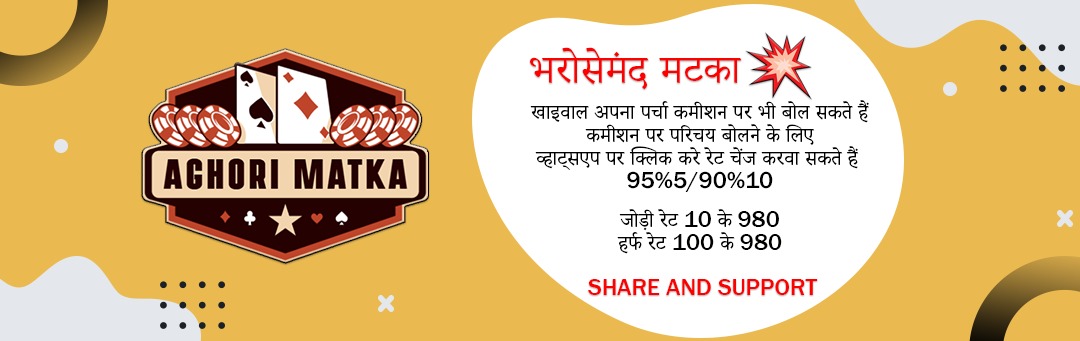 AGHORI MATKA
भरोसेमंद मटका
खाइवाल अपना पर्चा कमीशन पर भी बोल सकते हैं
कमीशन पर परिचय बोलने के लिए
व्हाट्सएप पर क्लिक करे रेट चेंज करवा सकते हैं
95%5/90%10
जोड़ी रेट 10 के 980
हर्फ रेट 100 के 980
SHARE AND SUPPORT